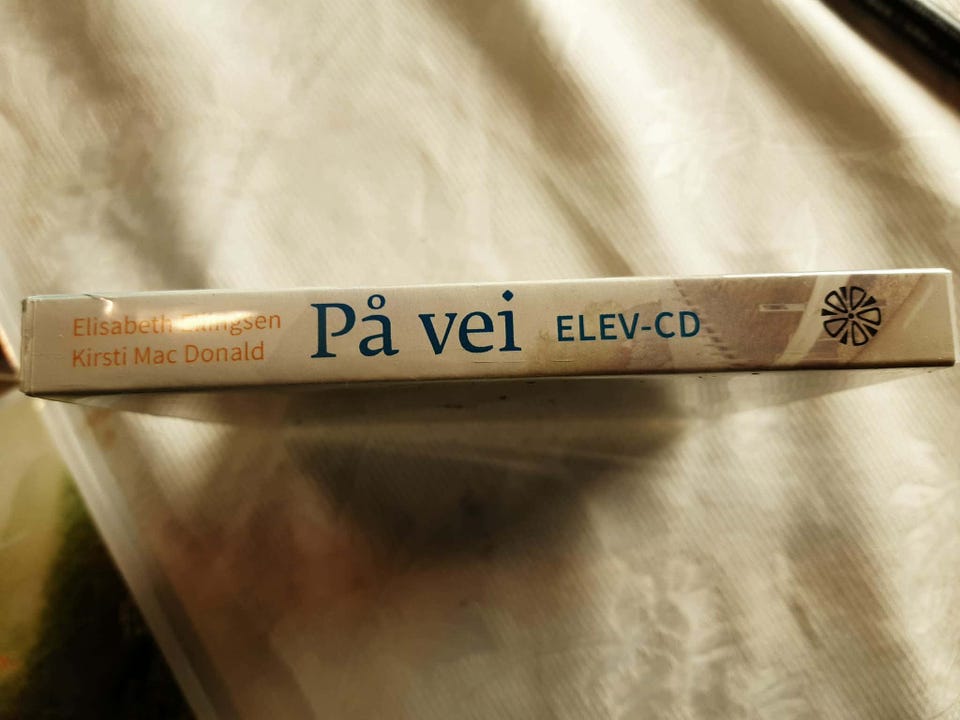 Elisabeth Ellingsen
Kirsti Mac Donald
På vei ELEV-CD